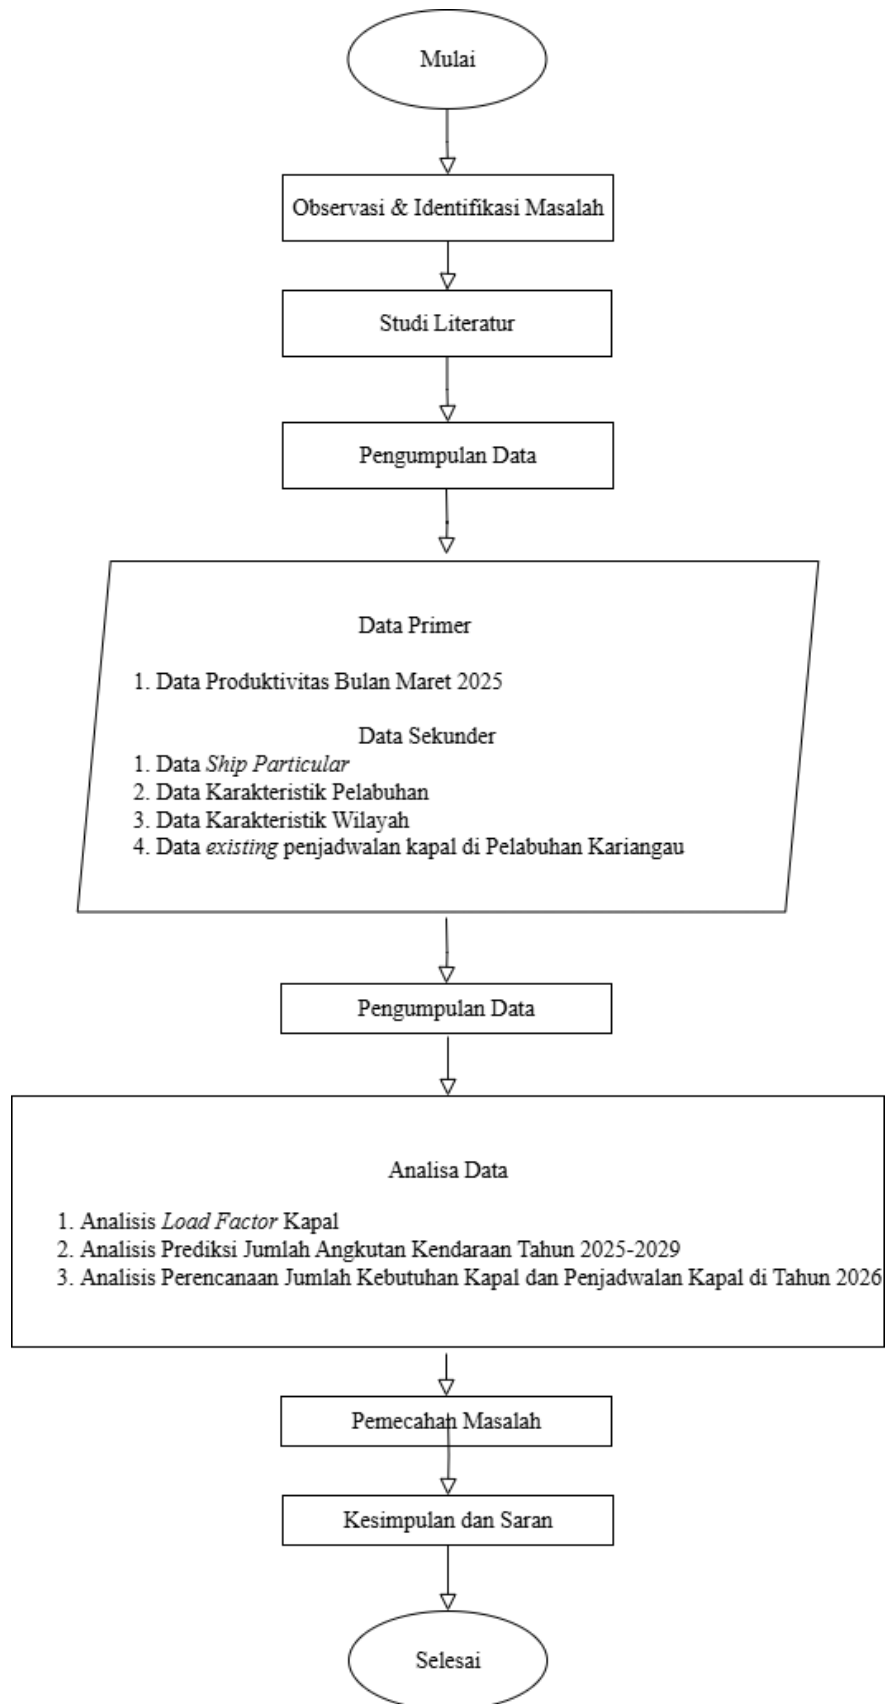 Mulai
Observasi & Identifikasi Masalah
Studi Literatur
Pengumpulan Data
Data Primer
1. Data Produktivitas Bulan Maret 2025
Data Sekunder
1. Data Ship Particular
2. Data Karakteristik Pelabuhan
3. Data Karakteristik Wilayah
4. Data existing penjadwalan kapal di Pelabuhan Kariangau
Pengumpulan Data
Analisa Data
1. Analisis Load Factor Kapal
2. Analisis Prediksi Jumlah Angkutan Kendaraan Tahun 2025-2029
3. Analisis Perencanaan Jumlah Kebutuhan Kapal dan Penjadwalan Kapal di Tahun 2026
Pemecahan Masalah
Kesimpulan dan Saran
Selesai